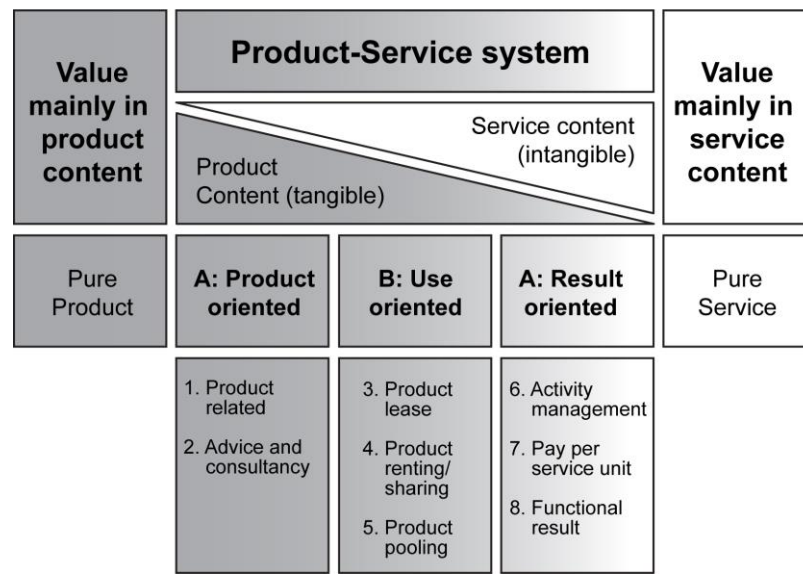 Value
mainly in
product
content
Product-Service system
Service content
(intangible)
Product
Content (tangible)
Value
mainly in
service
content
Pure
Product
A: Product
oriented
B: Use
oriented
A: Result
oriented
Pure
Service
1. Product
related
2. Advice and
consultancy
3. Product
lease
4. Product
renting/
sharing
5. Product
pooling
6. Activity
management
7. Pay per
service unit
8. Functional
result